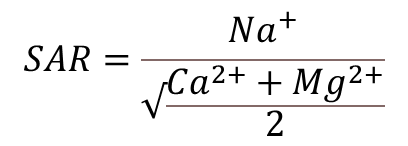 SAR = Na⁺ / √((Ca²⁺ + Mg²⁺) / 2)